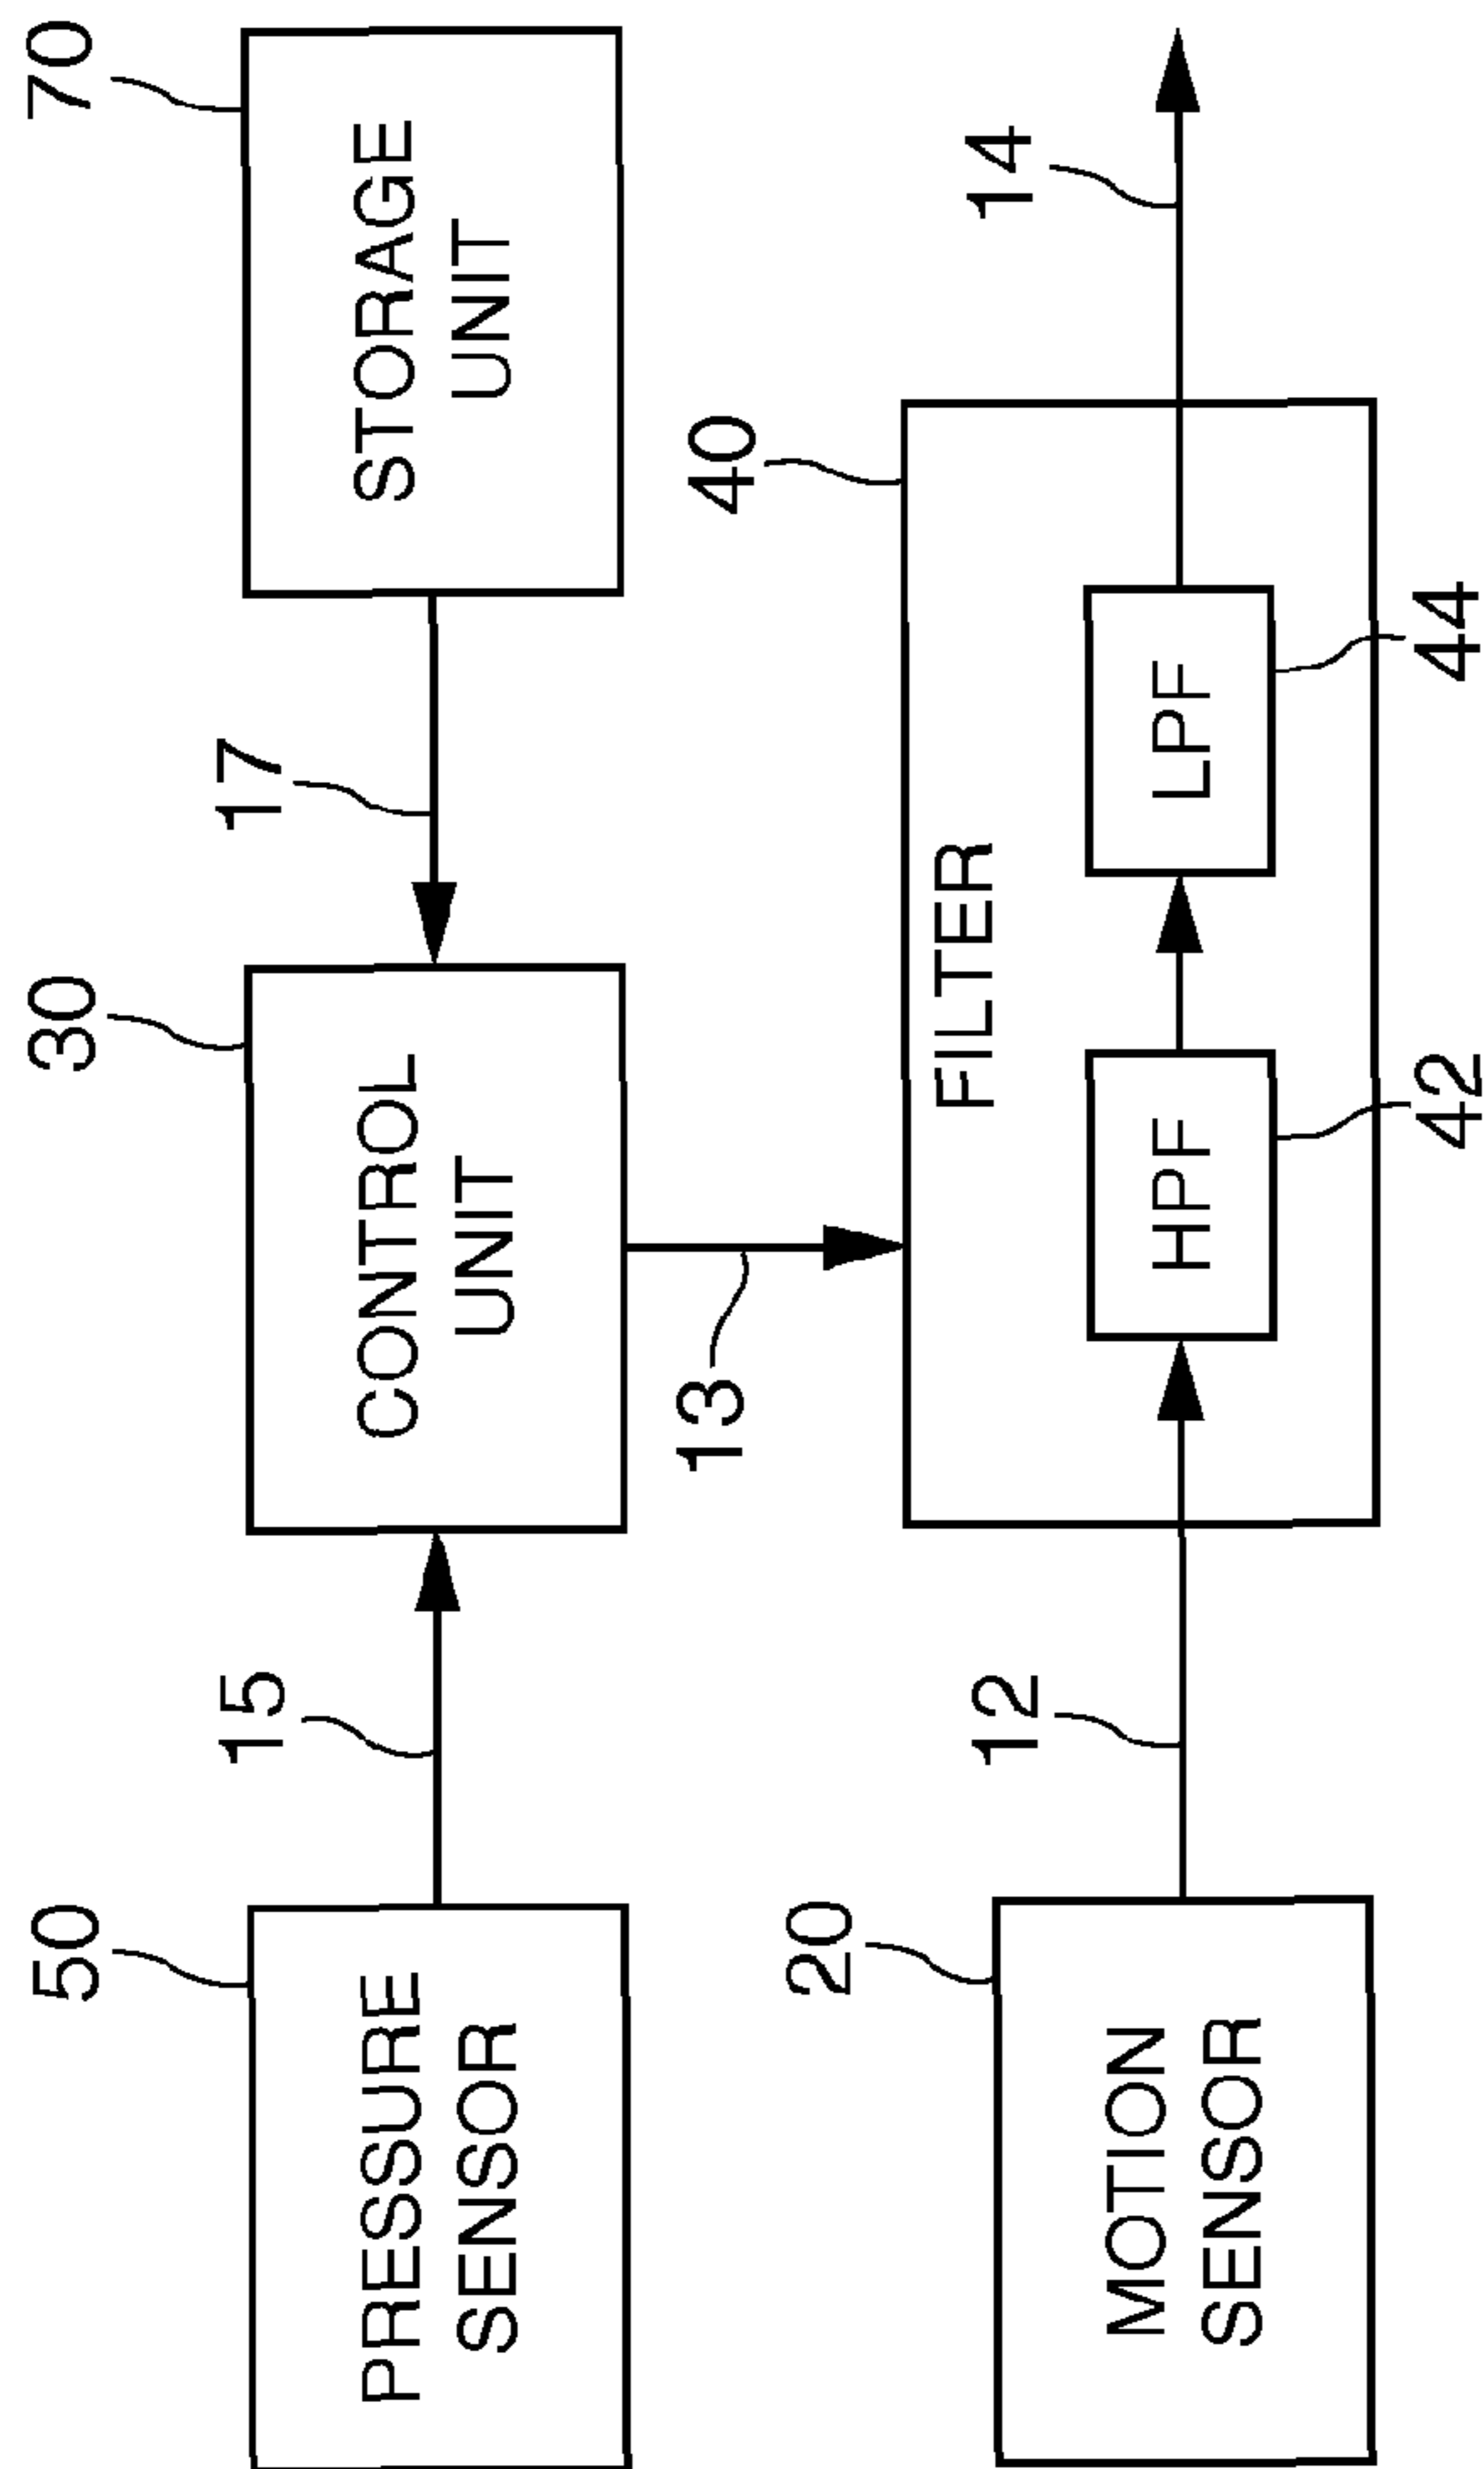 50
30
70
15
17
PRESSURE
SENSOR
CONTROL
UNIT
STORAGE
UNIT
13
20
40
12
14
FILTER
MOTION
SENSOR
HPF
LPF
42
44